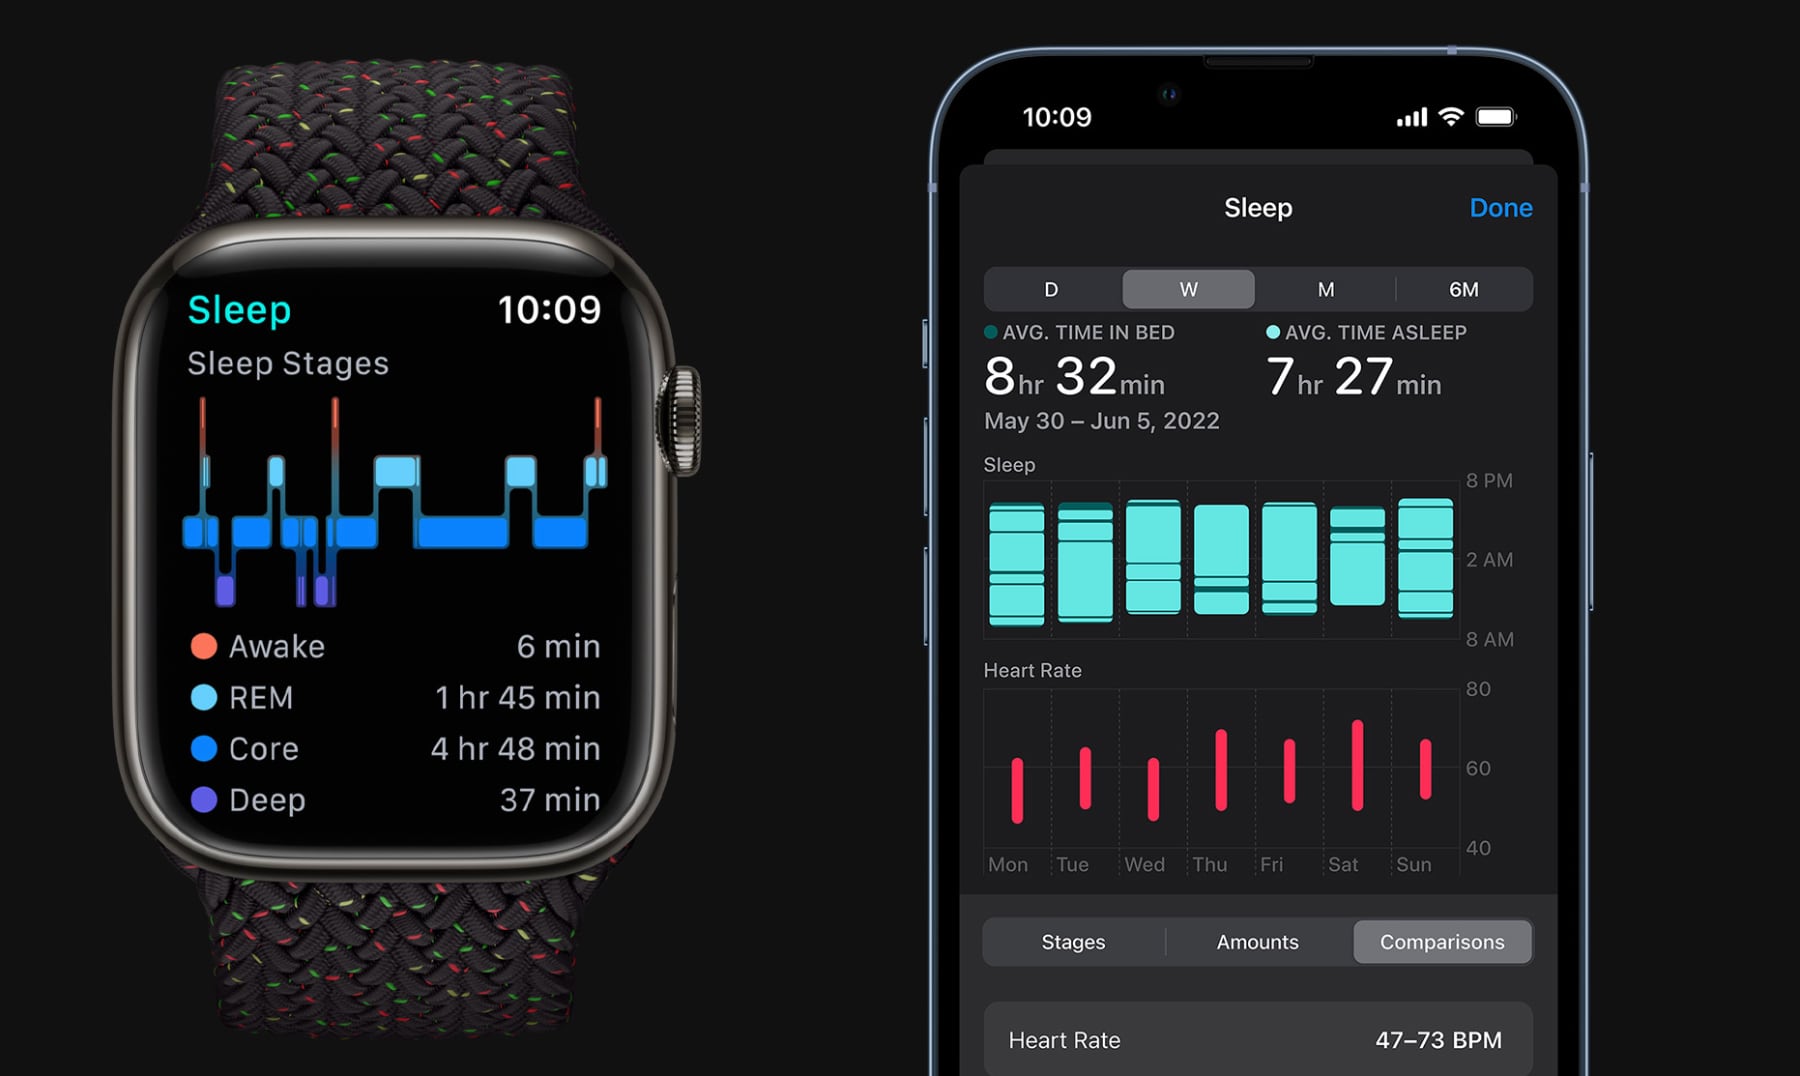 Sleep 10:09
Sleep Stages
Awake 6 min
REM 1 hr 45 min
Core 4 hr 48 min
Deep 37 min
10:09
Sleep Done
D W M 6M
AVG. TIME IN BED AVG. TIME ASLEEP
8 hr 32 min 7 hr 27 min
May 30 – Jun 5, 2022
Sleep
8 PM
2 AM
8 AM
Heart Rate
80
60
40
Mon Tue Wed Thu Fri Sat Sun
Stages Amounts Comparisons
Heart Rate 47–73 BPM